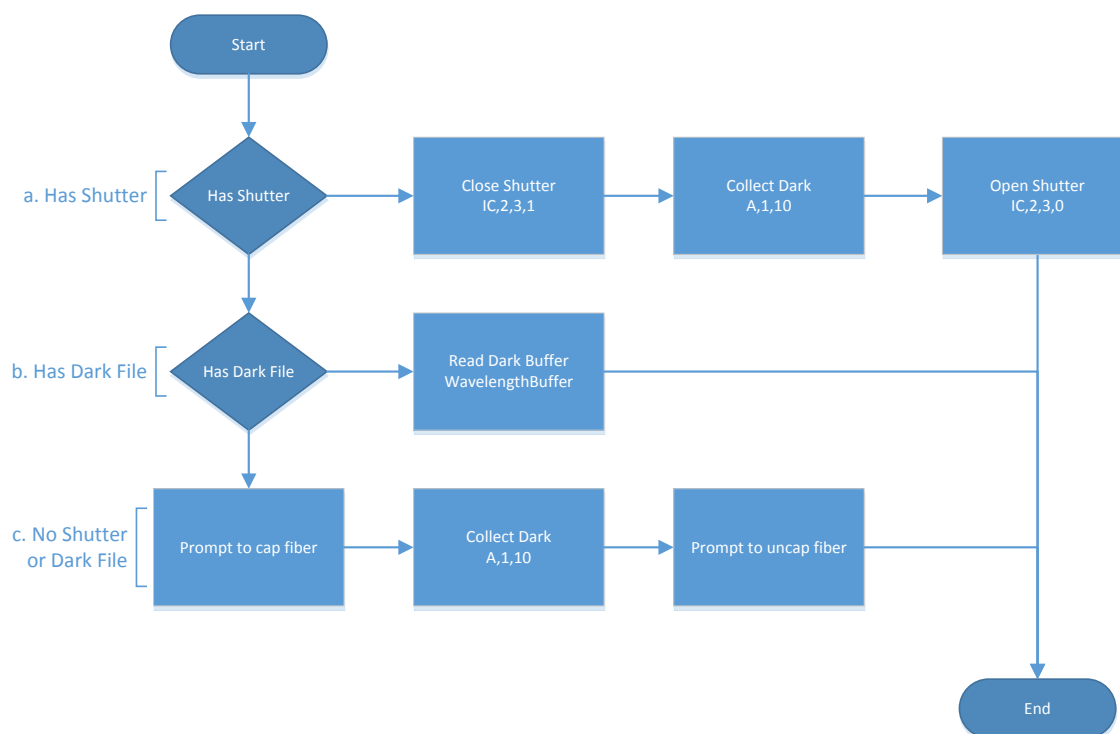 Start
a. Has Shutter
Has Shutter
Close Shutter
IC,2,3,1
Collect Dark
A,1,10
Open Shutter
IC,2,3,0
b. Has Dark File
Has Dark File
Read Dark Buffer
WavelengthBuffer
c. No Shutter
or Dark File
Prompt to cap fiber
Collect Dark
A,1,10
Prompt to uncap fiber
End